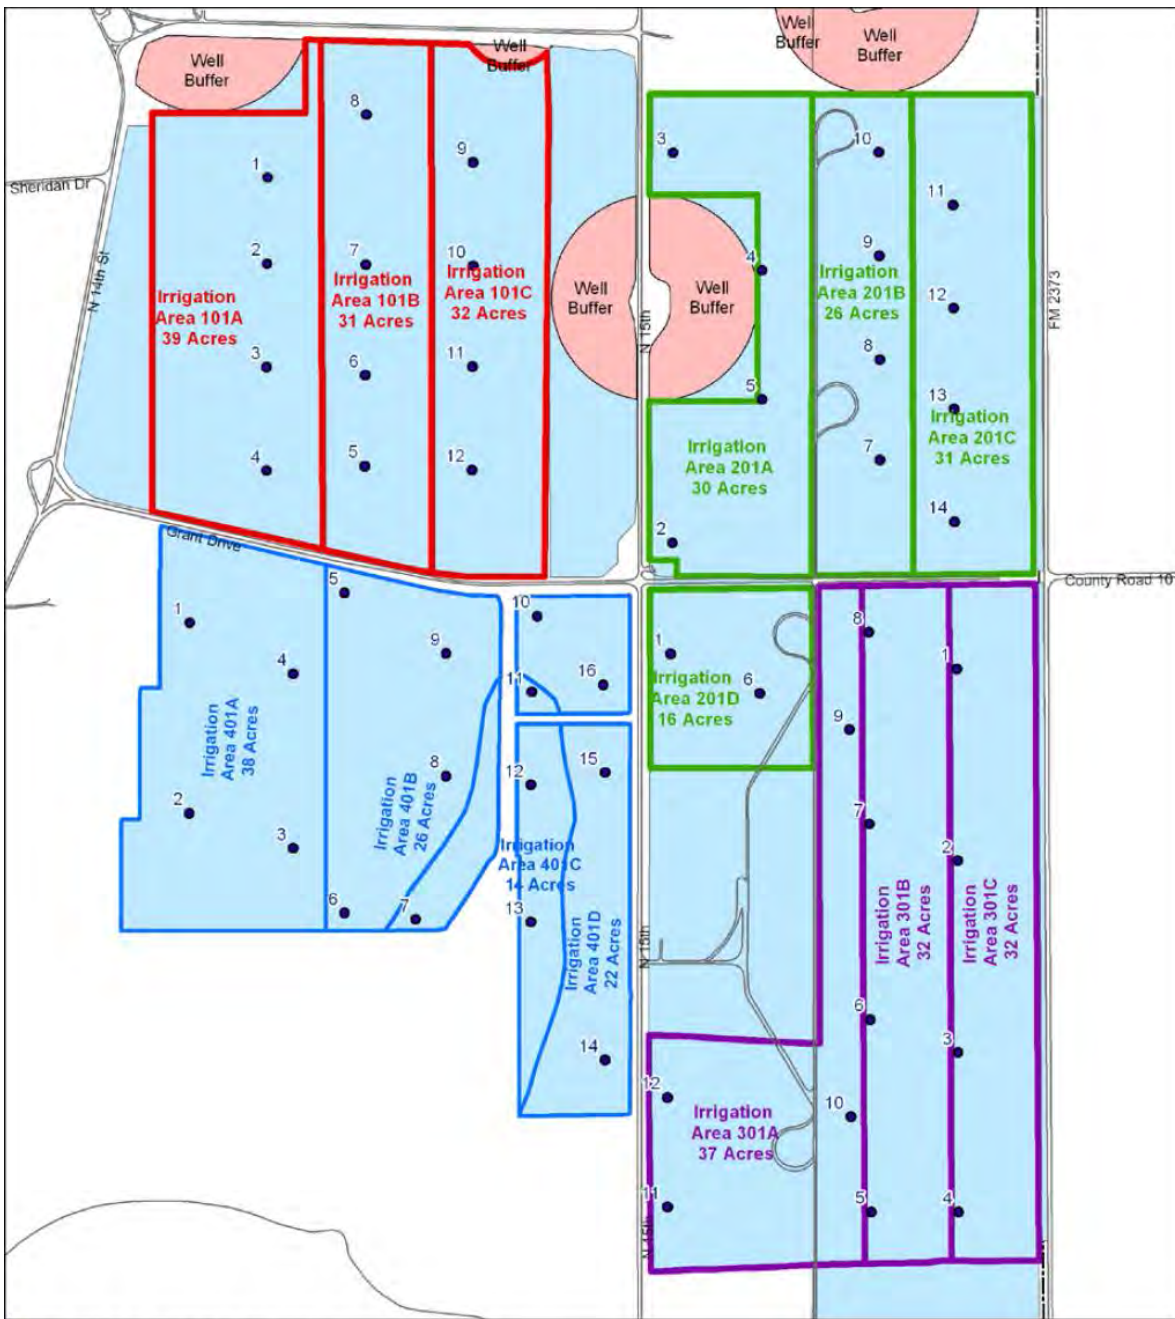 Well
Buffer
Well
Buffer
Well
Buffer
Well
Buffer
Sheridan Dr
N 14th St
8
1
9
2
7
10
Irrigation
Area 101A
39 Acres
Irrigation
Area 101B
31 Acres
Irrigation
Area 101C
32 Acres
3
6
11
4
5
12
Well
Buffer
Well
Buffer
N 15th
3
10
11
4
9
Irrigation
Area 201B
26 Acres
12
8
5
13
Irrigation
Area 201A
30 Acres
7
Irrigation
Area 201C
31 Acres
14
2
FM 2373
Grant Drive
County Road 10
5
1
9
4
Irrigation
Area 401A
38 Acres
2
3
8
Irrigation
Area 401B
26 Acres
6
7
10
16
11
15
12
Irrigation
Area 401C
14 Acres
13
Irrigation
Area 401D
22 Acres
14
1
6
Irrigation
Area 201D
16 Acres
8
1
9
7
2
Irrigation
Area 301B
32 Acres
Irrigation
Area 301C
32 Acres
N 15th
6
3
12
10
Irrigation
Area 301A
37 Acres
11
5
4
N 15th